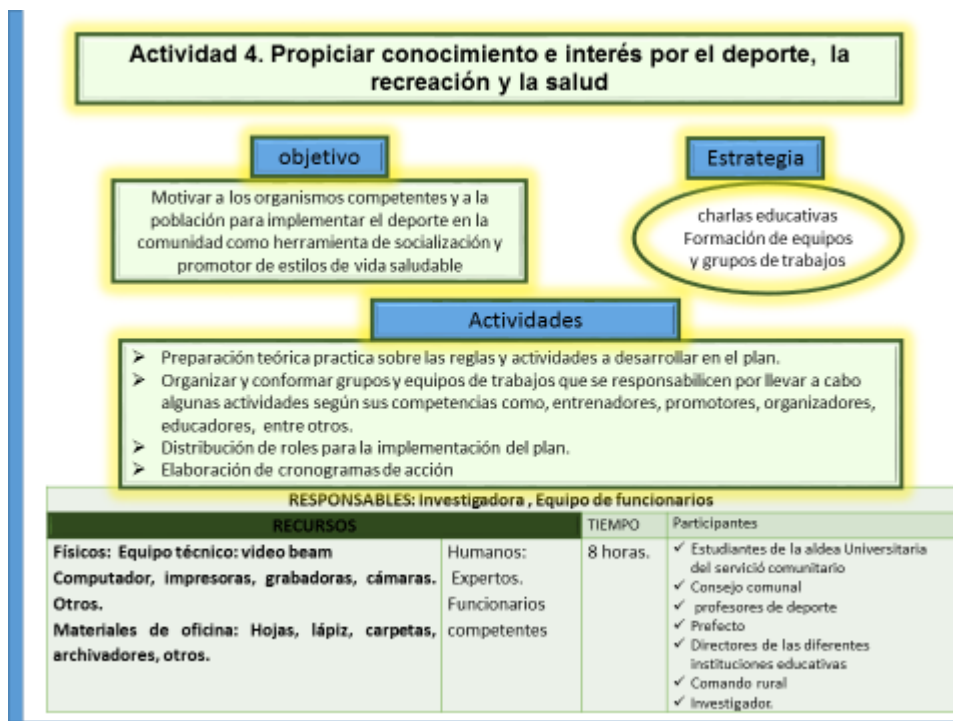 Actividad 4. Propiciar conocimiento e interés por el deporte, la
recreación y la salud
objetivo
Estrategia
Motivar a los organismos competentes y a la
población para implementar el deporte en la
comunidad como herramienta de socialización y
promotor de estilos de vida saludable
charlas educativas
Formación de equipos
y grupos de trabajos
Actividades
➢ Preparación teórica practica sobre las reglas y actividades a desarrollar en el plan.
➢ Organizar y conformar grupos y equipos de trabajos que se responsabilicen por llevar a cabo
algunas actividades según sus competencias como, entrenadores, promotores, organizadores,
educadores, entre otros.
➢ Distribución de roles para la implementación del plan.
➢ Elaboración de cronogramas de acción
RESPONSABLES: Investigadora , Equipo de funcionarios
RECURSOS
TIEMPO
Participantes
Físicos: Equipo técnico: video beam
Computador, impresoras, grabadoras, cámaras.
Otros.
Materiales de oficina: Hojas, lápiz, carpetas,
archivadores, otros.
Humanos:
Expertos.
Funcionarios
competentes
8 horas.
✓ Estudiantes de la aldea Universitaria
del servició comunitario
✓ Consejo comunal
✓ profesores de deporte
✓ Prefecto
✓ Directores de las diferentes
instituciones educativas
✓ Comando rural
✓ Investigador.